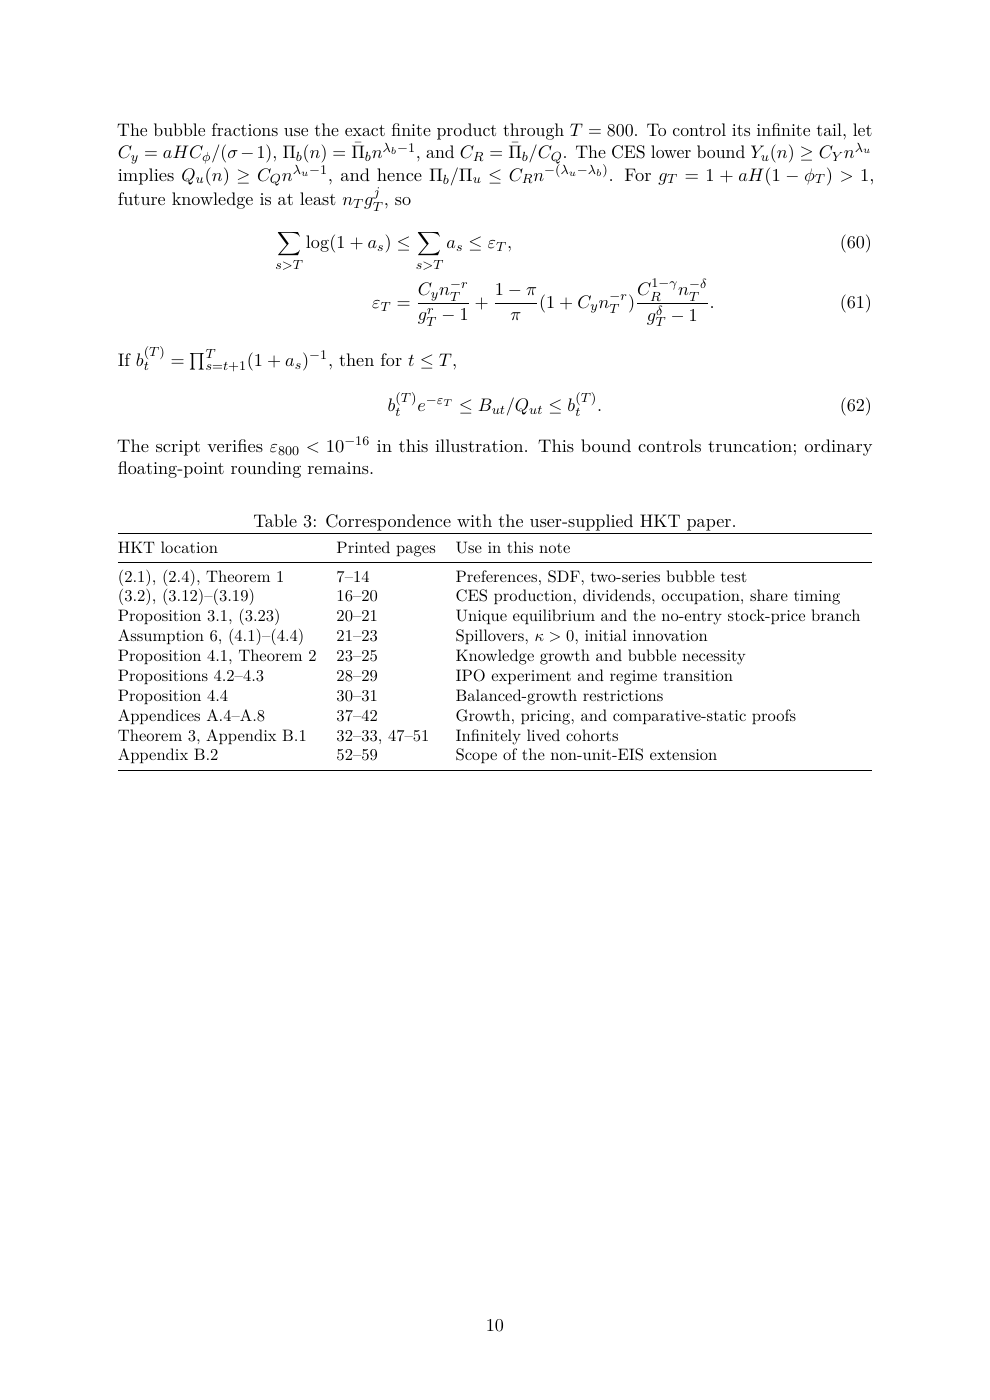 The bubble fractions use the exact finite product through T = 800. To control its infinite tail, let
C_y = aHC_ϕ/(σ−1), Π_b(n) = Π̄_b n^{λ_b−1}, and C_R = Π̄_b/C_Q. The CES lower bound Y_u(n) ≥ C_Y n^{λ_u}
implies Q_u(n) ≥ C_Q n^{λ_u−1}, and hence Π_b/Π_u ≤ C_R n^{−(λ_u−λ_b)}. For g_T = 1 + aH(1 − ϕ_T) > 1,
future knowledge is at least n_T g_T^j, so
∑_{s>T} log(1 + a_s) ≤ ∑_{s>T} a_s ≤ ε_T, (60)
ε_T = \frac{C_y n_T^{−r}}{g_T^r − 1} + \frac{1 − π}{π}(1 + C_y n_T^{−r})\frac{C_R^{1−γ} n_T^{−δ}}{g_T^δ − 1}. (61)
If b_t^{(T)} = ∏_{s=t+1}^T (1 + a_s)^{−1}, then for t ≤ T,
b_t^{(T)} e^{−ε_T} ≤ B_{ut}/Q_{ut} ≤ b_t^{(T)}. (62)
The script verifies ε_{800} < 10^{−16} in this illustration. This bound controls truncation; ordinary
floating-point rounding remains.
Table 3: Correspondence with the user-supplied HKT paper.
HKT location Printed pages Use in this note
(2.1), (2.4), Theorem 1 7–14 Preferences, SDF, two-series bubble test
(3.2), (3.12)–(3.19) 16–20 CES production, dividends, occupation, share timing
Proposition 3.1, (3.23) 20–21 Unique equilibrium and the no-entry stock-price branch
Assumption 6, (4.1)–(4.4) 21–23 Spillovers, κ > 0, initial innovation
Proposition 4.1, Theorem 2 23–25 Knowledge growth and bubble necessity
Propositions 4.2–4.3 28–29 IPO experiment and regime transition
Proposition 4.4 30–31 Balanced-growth restrictions
Appendices A.4–A.8 37–42 Growth, pricing, and comparative-static proofs
Theorem 3, Appendix B.1 32–33, 47–51 Infinitely lived cohorts
Appendix B.2 52–59 Scope of the non-unit-EIS extension
10